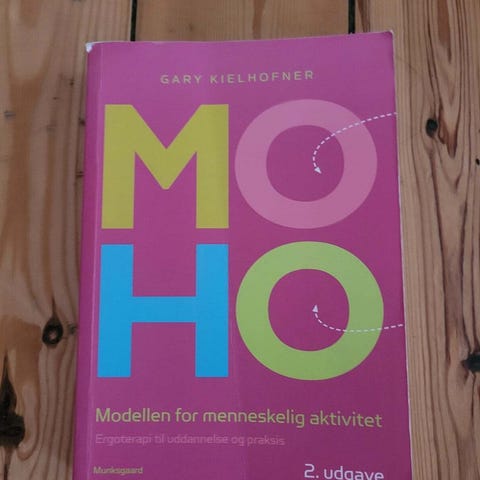 GARY KIELHOFNER
MO
HO
Modellen for menneskelig aktivitet
Ergoterapi til uddannelse og praksis
Munksgaard
2. udgave